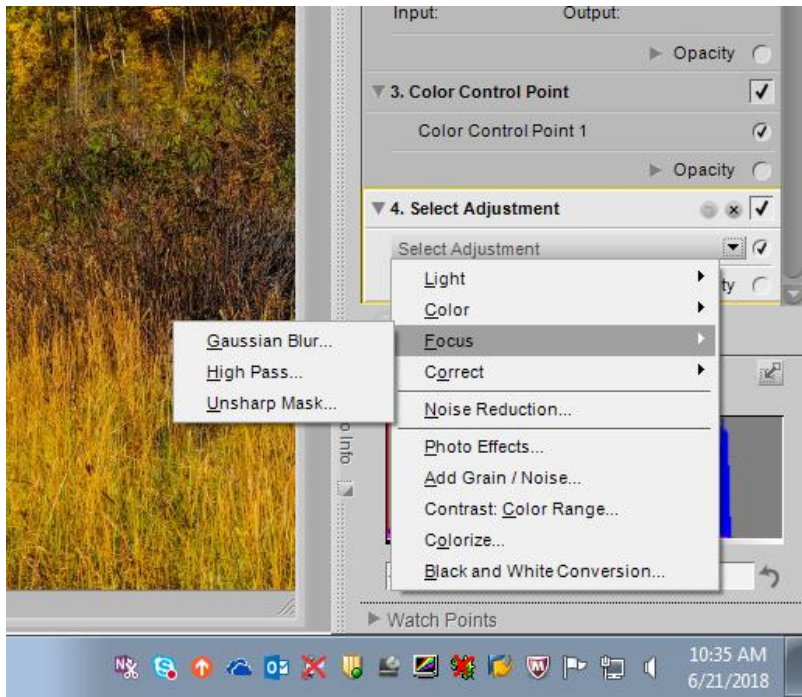 Input: Output:
Opacity
3. Color Control Point
Color Control Point 1
Opacity
4. Select Adjustment
Select Adjustment
ty
Light
Color
Focus
Correct
Noise Reduction...
Photo Effects...
Add Grain / Noise...
Contrast: Color Range...
Colorize...
Black and White Conversion...
Gaussian Blur...
High Pass...
Unsharp Mask...
o Info
Watch Points
10:35 AM
6/21/2018